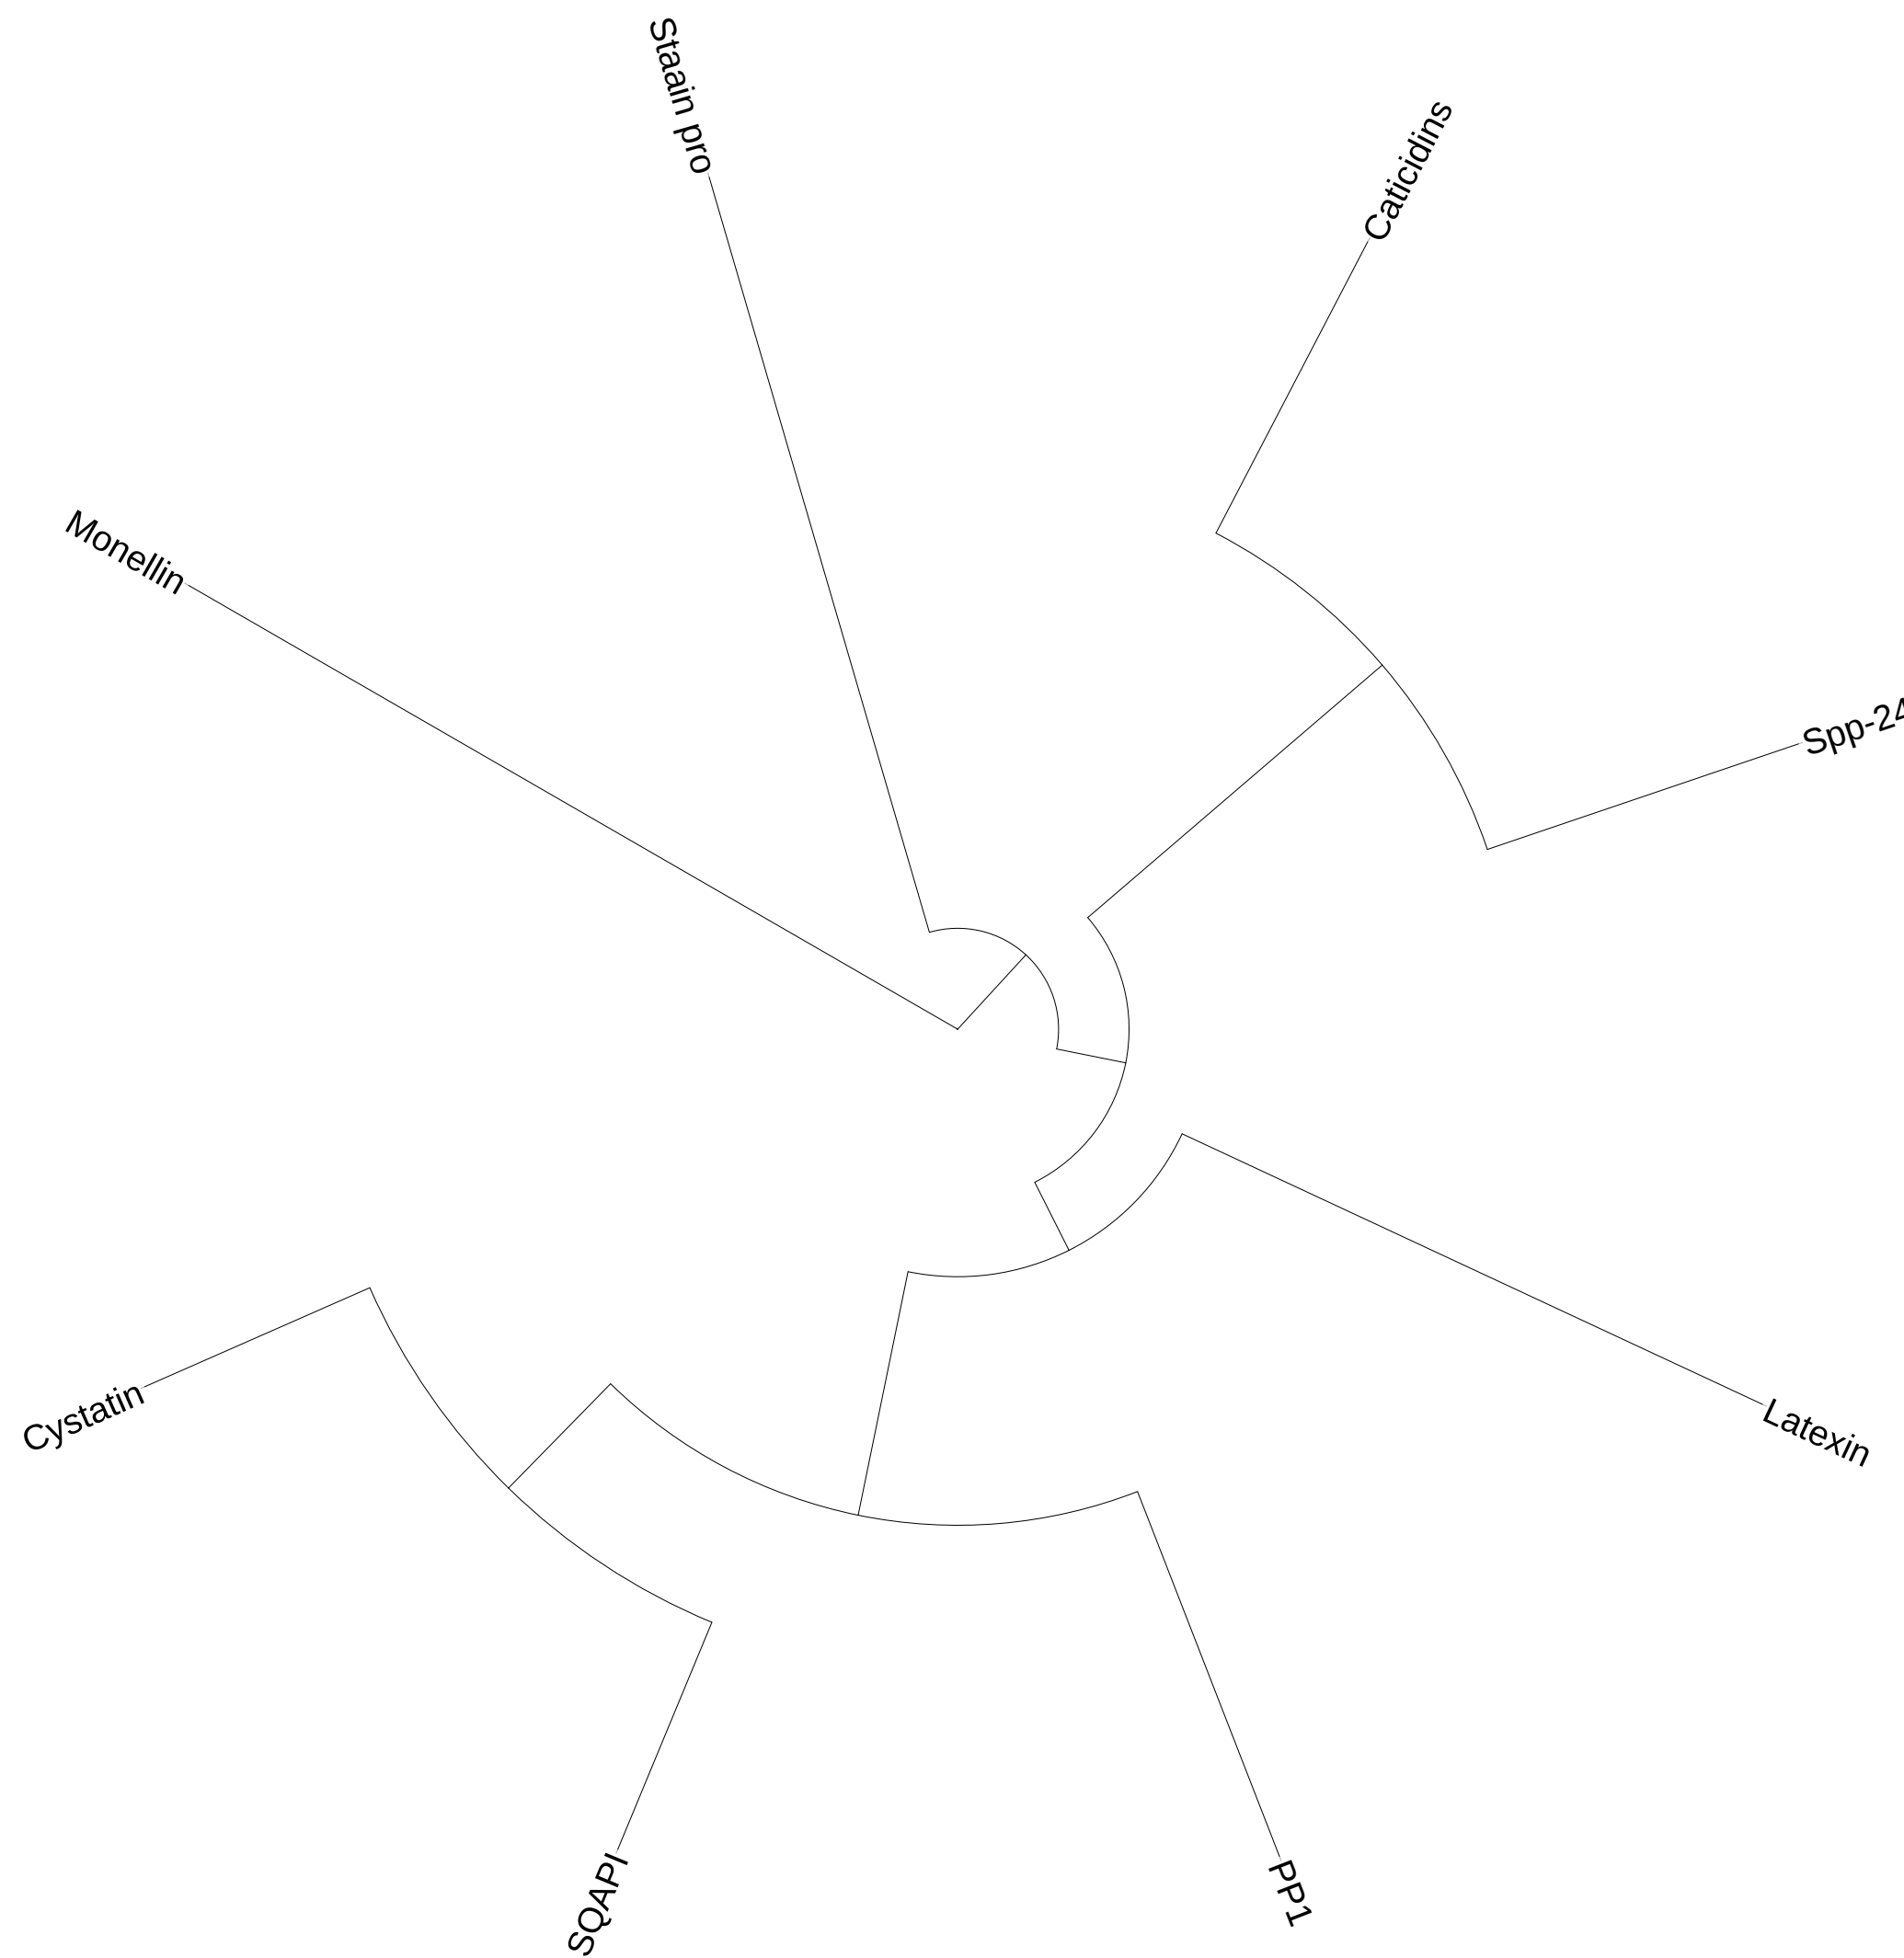 Staain pro
Caticidins
Monellin
Spp-24
Cystatin
Latexin
SQAPI
PP1